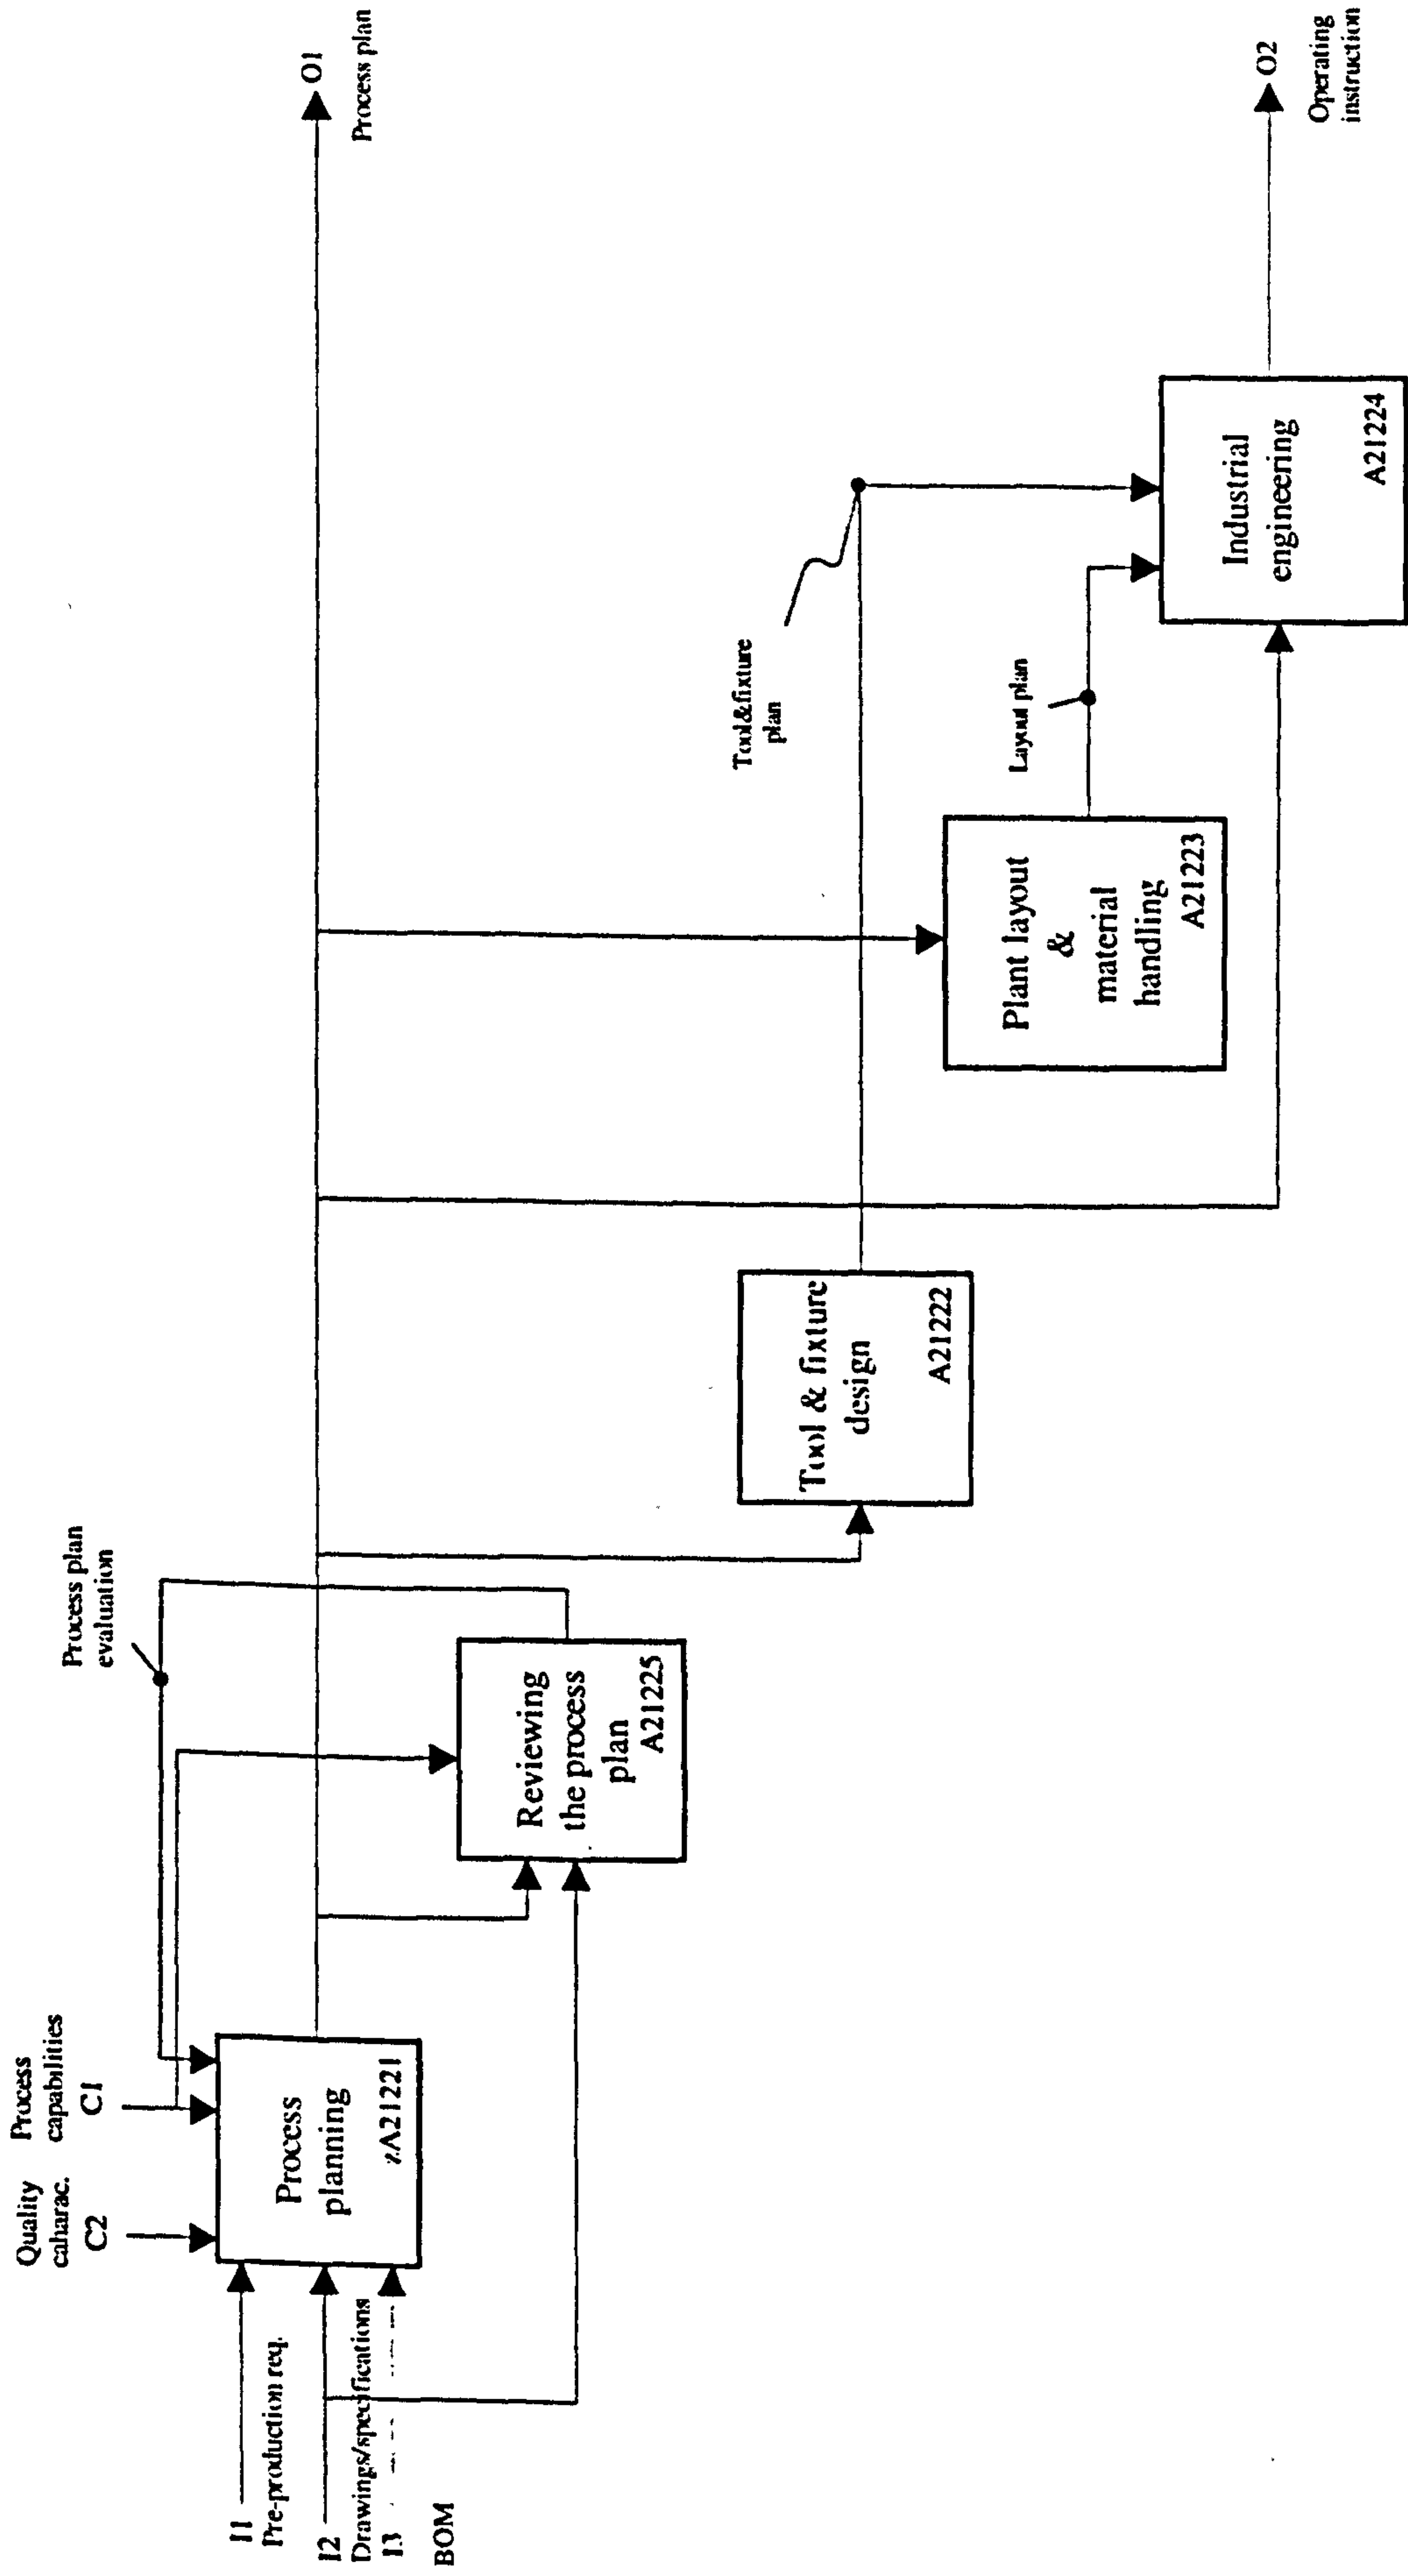 Quality
caharac.
C2
Process
capabilities
C1
Process plan
evaluation
I1
Pre-production req.
I2
Drawings/specifications
I3
BOM
Process
planning
A21221
Reviewing
the process
plan
A21225
Tool & fixture
design
A21222
Plant layout
&
material
handling
A21223
Tool&fixture
plan
Layout plan
Industrial
engineering
A21224
O1
Process plan
O2
Operating
instruction